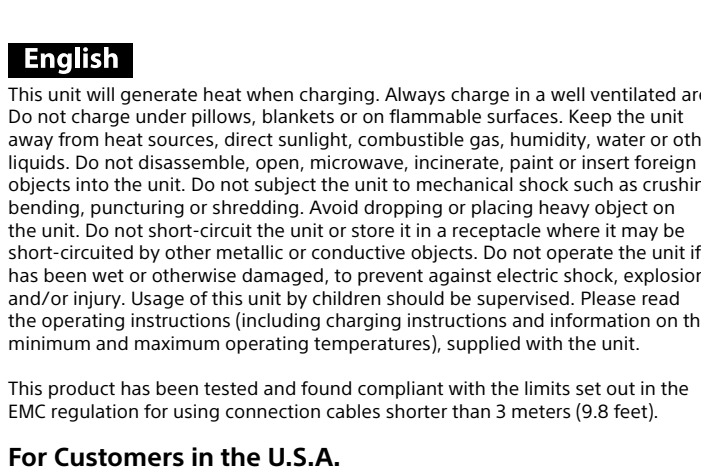 English
This unit will generate heat when charging. Always charge in a well ventilated
Do not charge under pillows, blankets or on flammable surfaces. Keep the unit
away from heat sources, direct sunlight, combustible gas, humidity, water or
liquids. Do not disassemble, open, microwave, incinerate, paint or insert foreign
objects into the unit. Do not subject the unit to mechanical shock such as
bending, puncturing or shredding. Avoid dropping or placing heavy object on
the unit. Do not short-circuit the unit or store it in a receptacle where it may be
short-circuited by other metallic or conductive objects. Do not operate the unit if
has been wet or otherwise damaged, to prevent against electric shock,
and/or injury. Usage of this unit by children should be supervised. Please read
the operating instructions (including charging instructions and information on
minimum and maximum operating temperatures), supplied with the unit.
This product has been tested and found compliant with the limits set out in the
EMC regulation for using connection cables shorter than 3 meters (9.8 feet).
For Customers in the U.S.A.